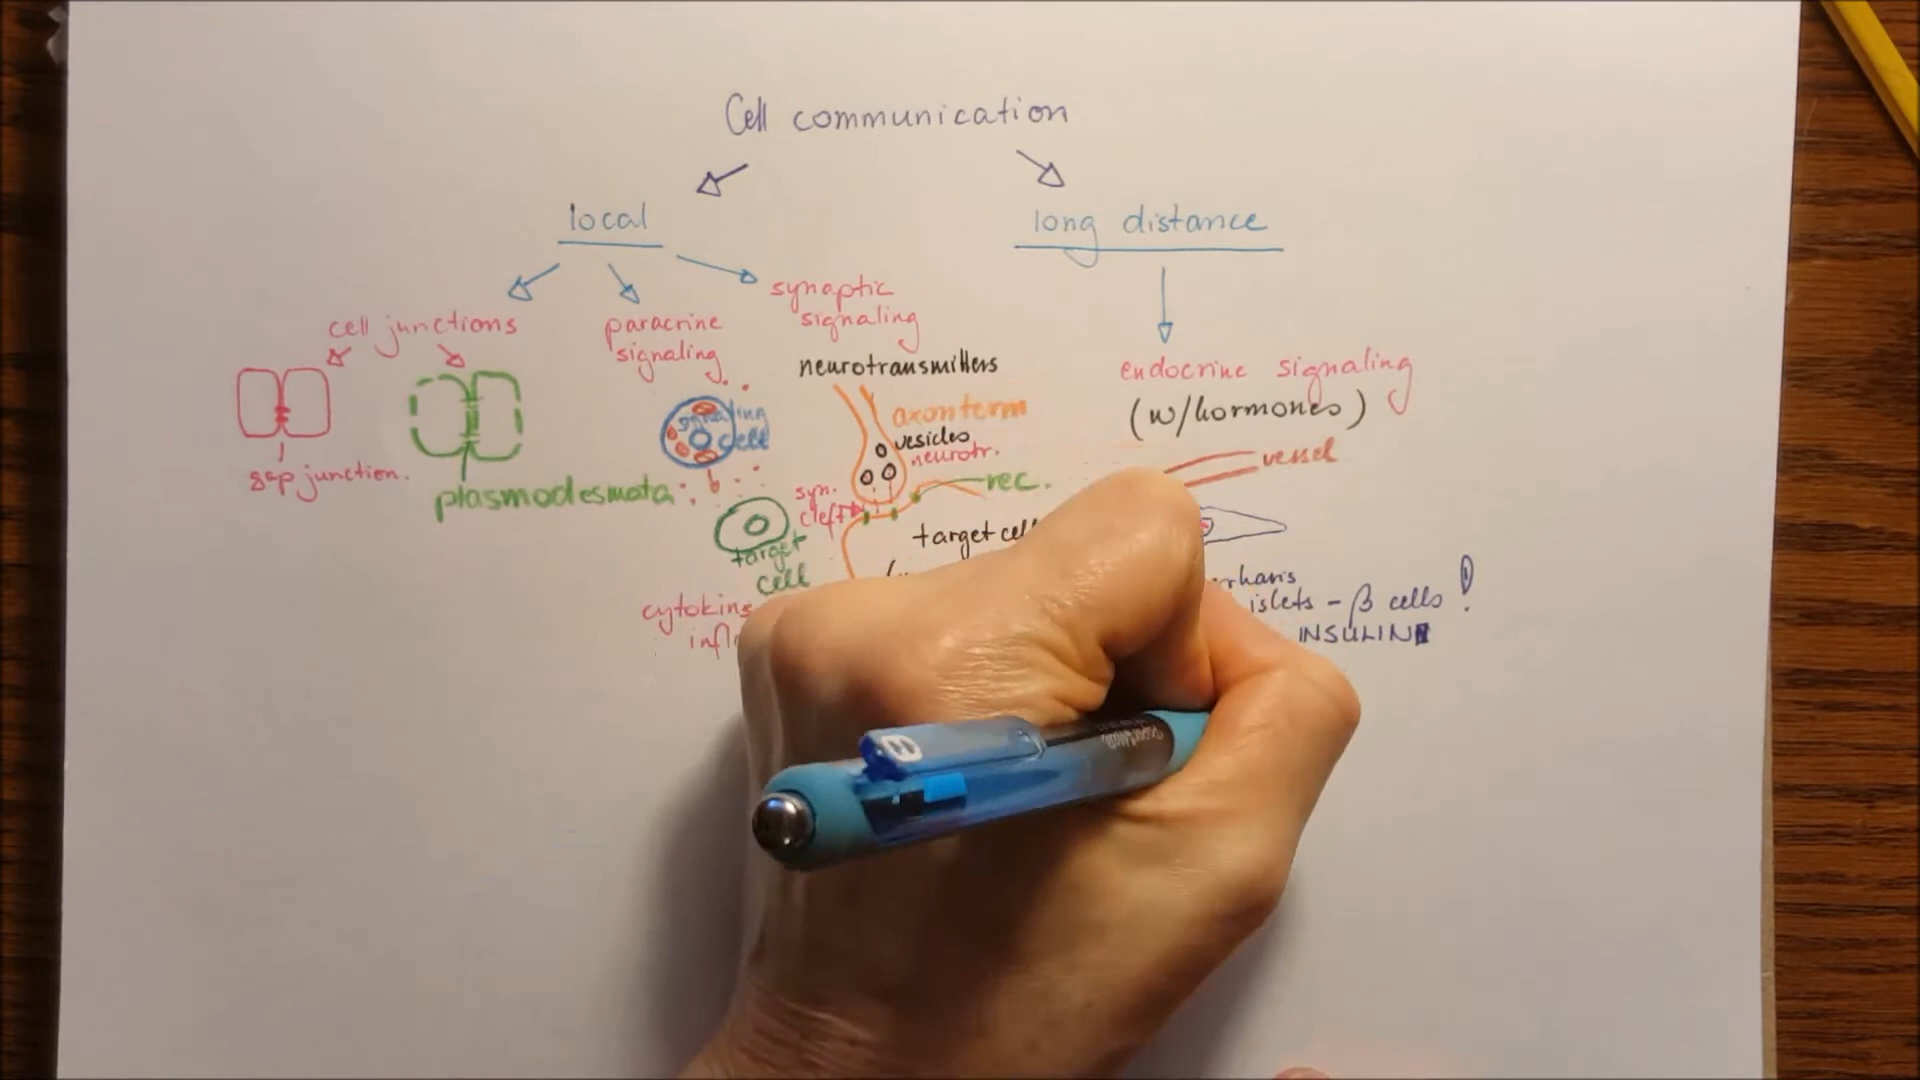 Cell communication
local
long distance
cell junctions
gap junction.
plasmodesmata
paracrine
signaling
signaling
cell
target
cell
cytokins
synaptic
signaling
neurotransmitters
axon term
vesicles
neurotr.
syn.
cleft
rec.
target cell
endocrine signaling
(w/hormones)
vessel
islets - β cells!
INSULIN